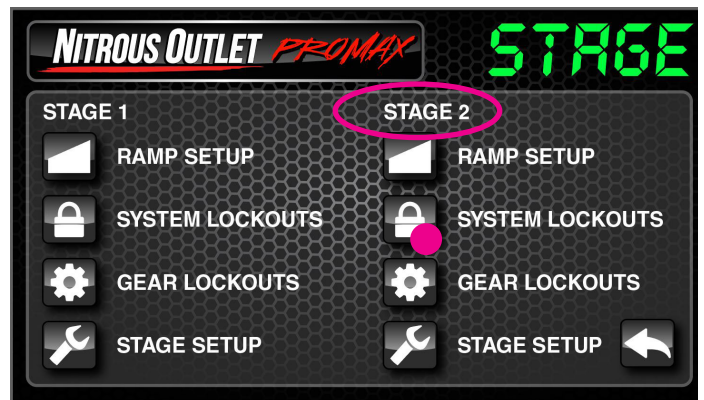 NITROUS OUTLET PROMAX
STAGE
STAGE 1
RAMP SETUP
SYSTEM LOCKOUTS
GEAR LOCKOUTS
STAGE SETUP
STAGE 2
RAMP SETUP
SYSTEM LOCKOUTS
GEAR LOCKOUTS
STAGE SETUP